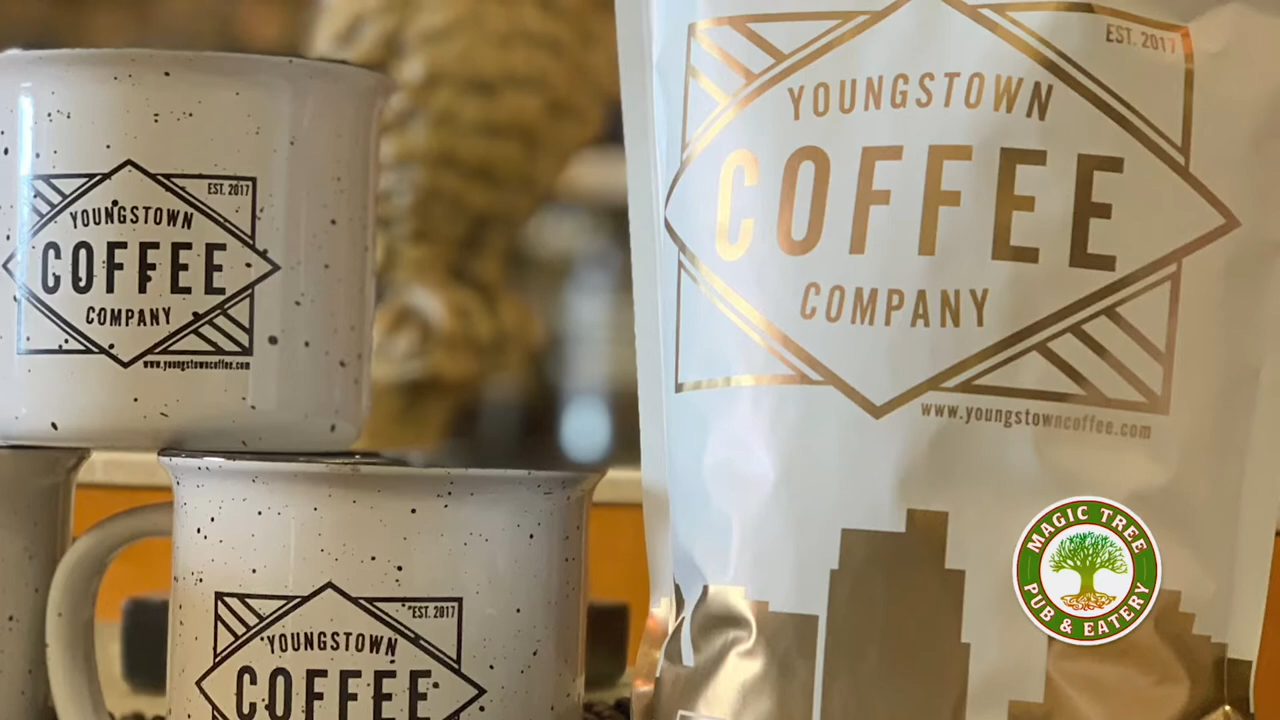 EST. 2017
YOUNGSTOWN
COFFEE
COMPANY
www.youngstowncoffee.com
EST. 2017
YOUNGSTOWN
COFFEE
EST. 2017
YOUNGSTOWN
COFFEE
COMPANY
www.youngstowncoffee.com
MAGIC TREE
PUB & EATERY